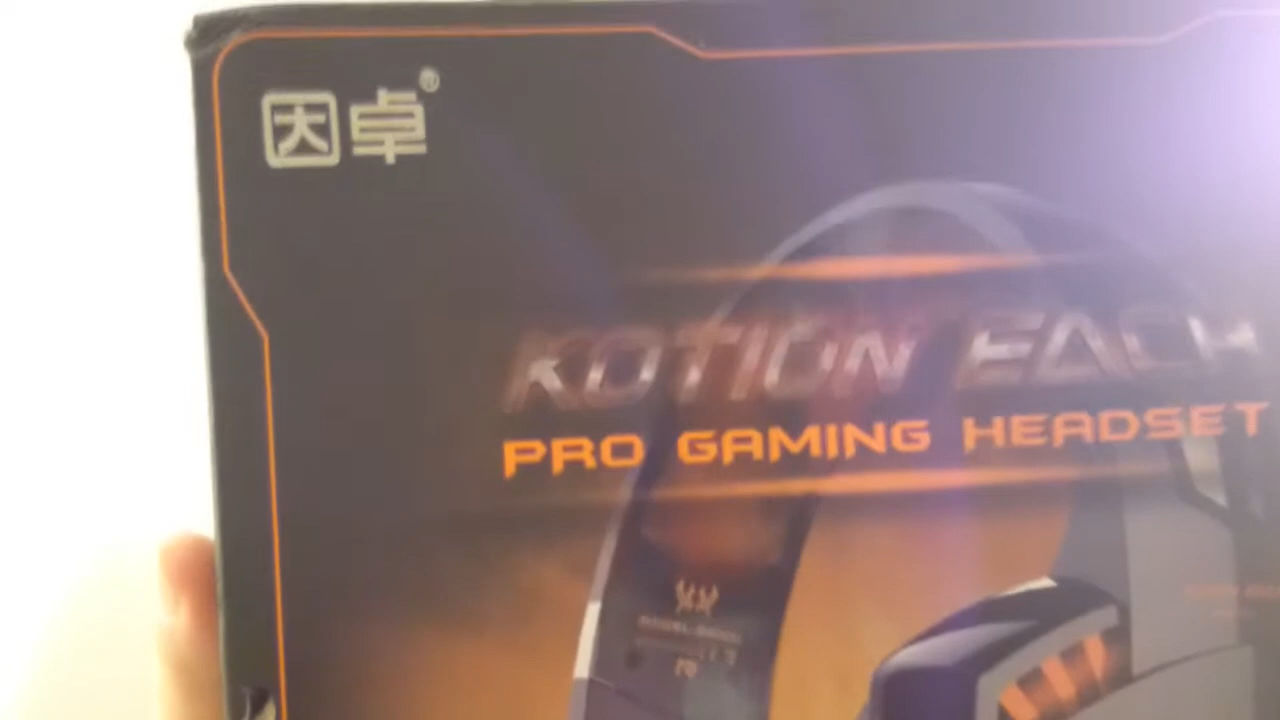 因卓®
KOTION EACH
PRO GAMING HEADSET